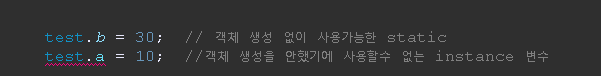 test.b = 30;  // 객체 생성 없이 사용가능한 static
test.a = 10;  //객체 생성을 안했기에 사용할수 없는 instance 변수